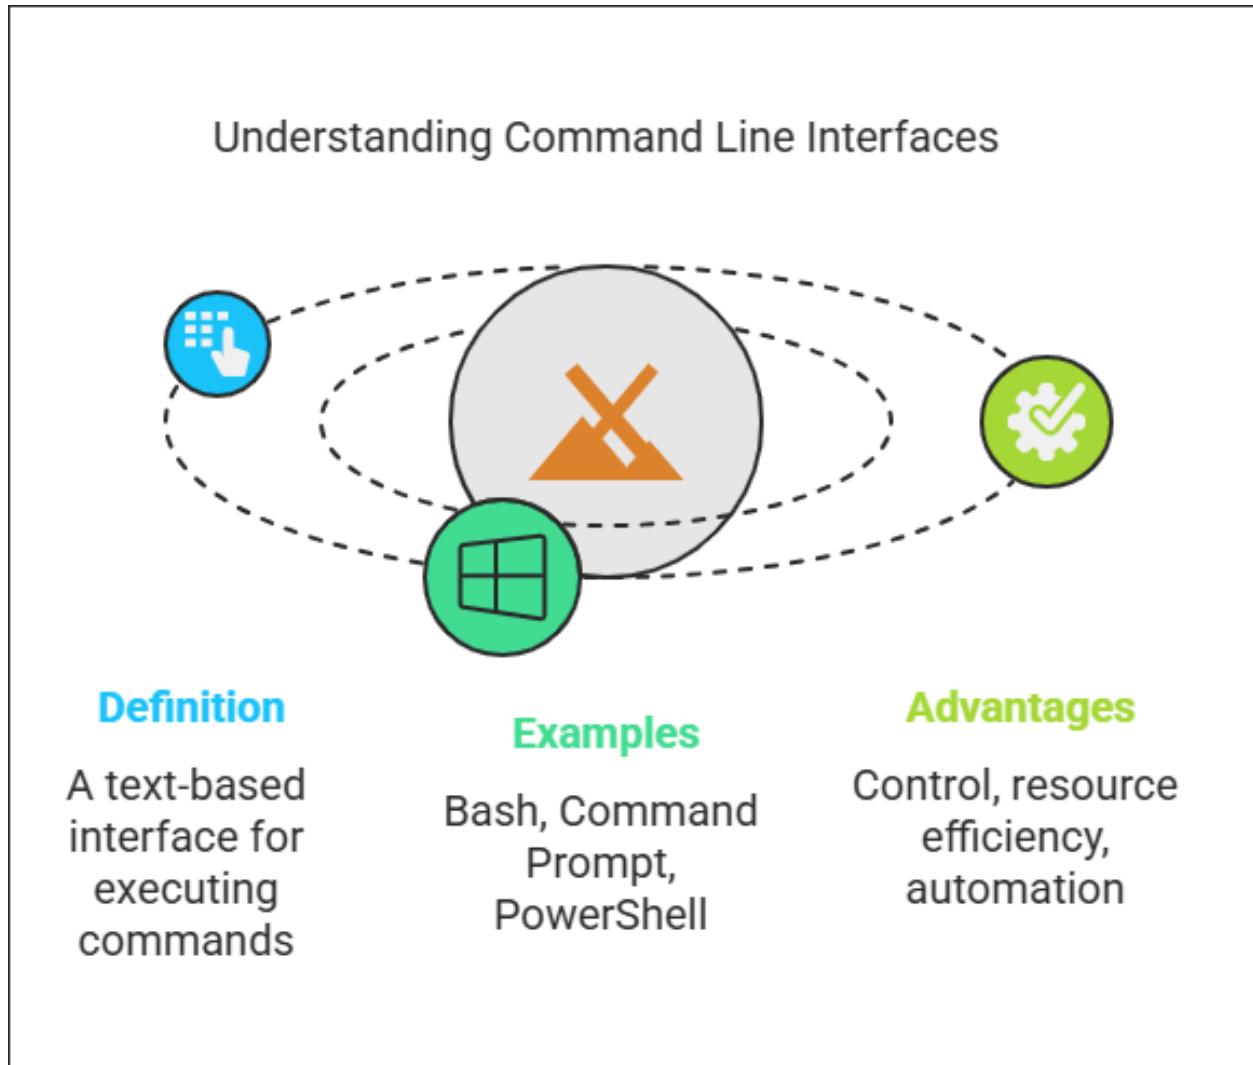 Understanding Command Line Interfaces
Definition
A text-based
interface for
executing
commands
Examples
Bash, Command
Prompt,
PowerShell
Advantages
Control, resource
efficiency,
automation